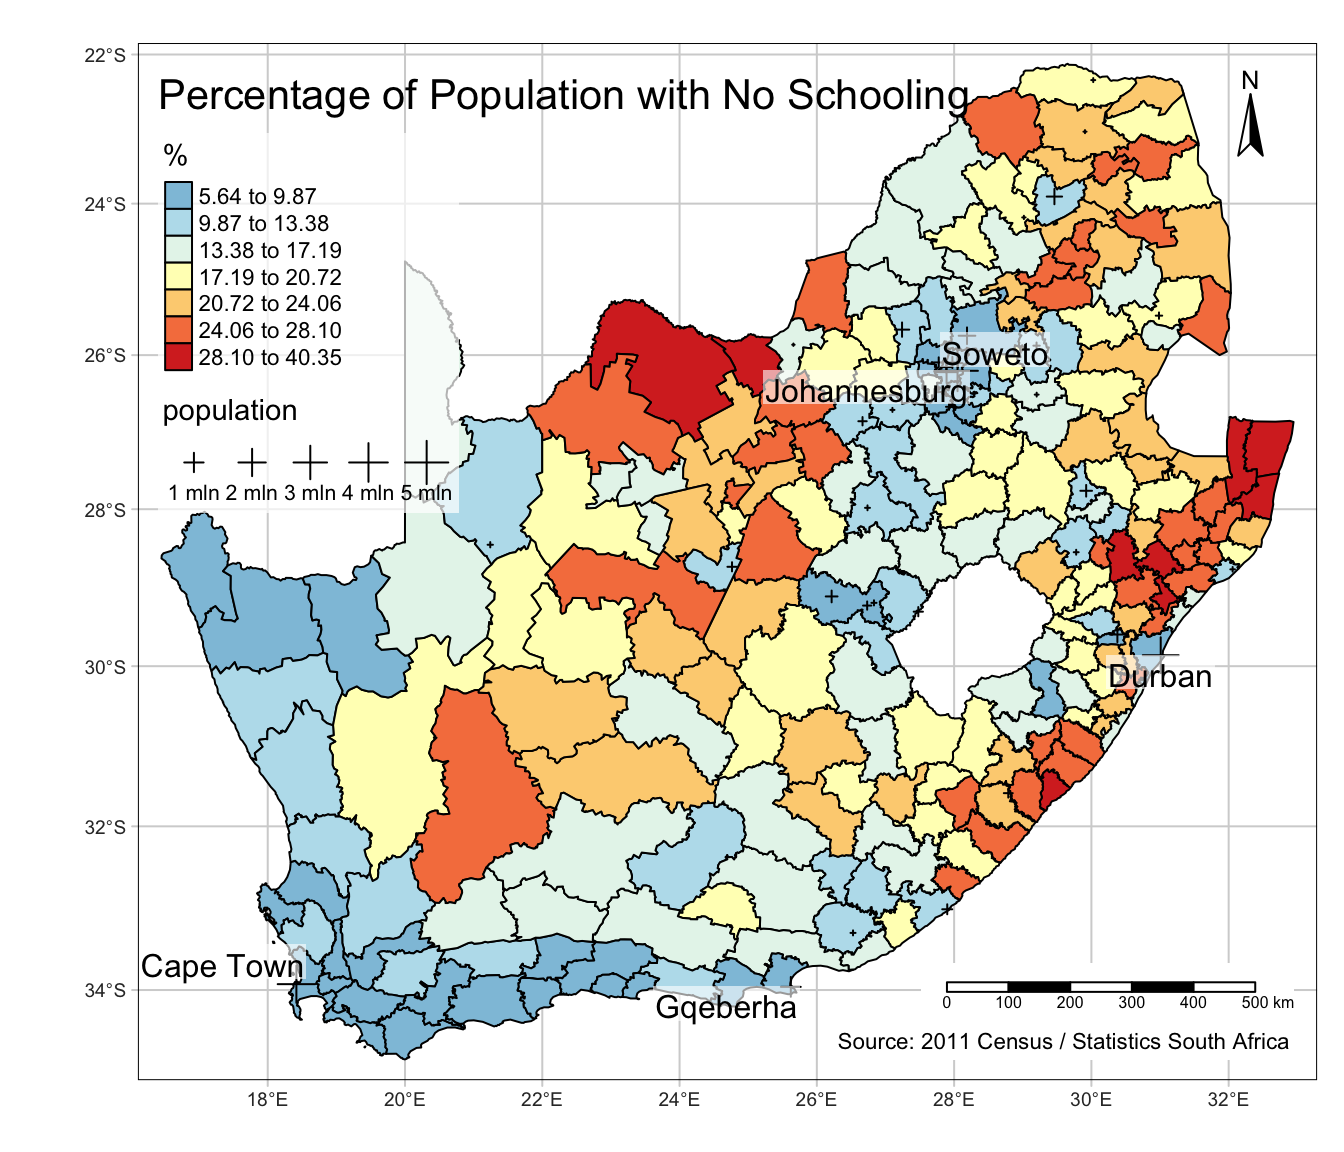 22°S
Percentage of Population with No Schooling
N
%
5.64 to 9.87
9.87 to 13.38
13.38 to 17.19
17.19 to 20.72
20.72 to 24.06
24.06 to 28.10
28.10 to 40.35
24°S
26°S
Soweto
Johannesburg
population
1 mln 2 mln 3 mln 4 mln 5 mln
28°S
30°S
Durban
32°S
Cape Town
34°S
Gqeberha
0 100 200 300 400 500 km
Source: 2011 Census / Statistics South Africa
18°E 20°E 22°E 24°E 26°E 28°E 30°E 32°E